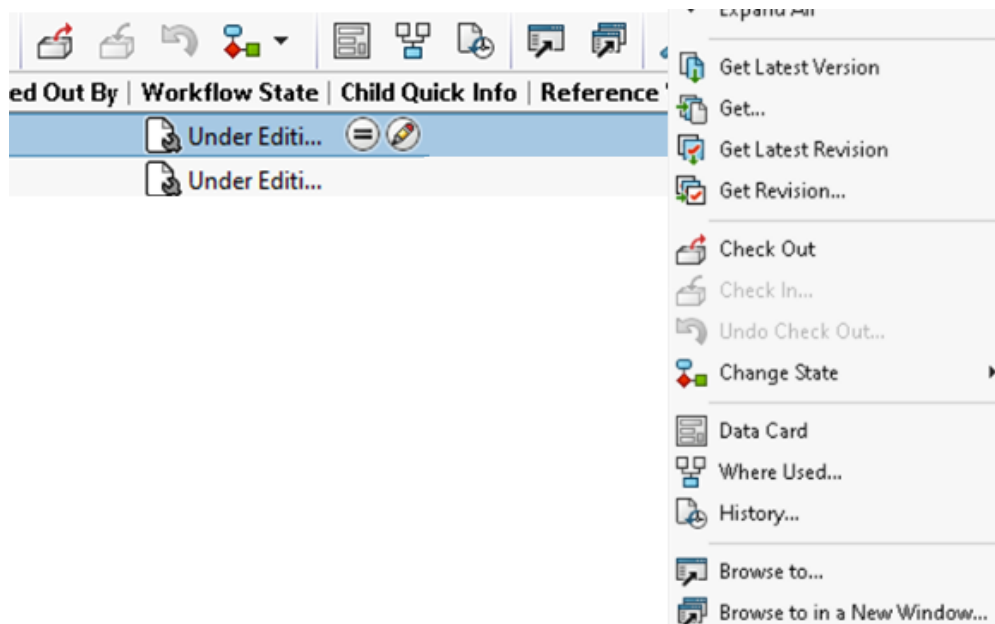 Expand All
ed Out By | Workflow State | Child Quick Info | Reference
Under Editi...
Under Editi...
Get Latest Version
Get...
Get Latest Revision
Get Revision...
Check Out
Check In...
Undo Check Out...
Change State
Data Card
Where Used...
History...
Browse to...
Browse to in a New Window...